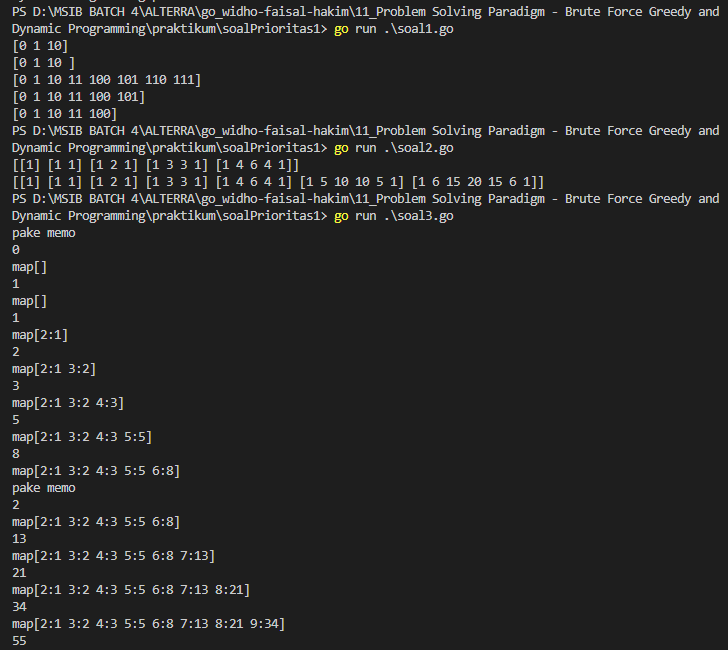 PS D:\MSIB BATCH 4\ALTERRA\go_widho-faisal-hakim\11_Problem Solving Paradigm - Brute Force Greedy and
Dynamic Programming\praktikum\soalPrioritas1> go run .\soal1.go
[0 1 10]
[0 1 10 ]
[0 1 10 11 100 101 110 111]
[0 1 10 11 100 101]
[0 1 10 11 100]
PS D:\MSIB BATCH 4\ALTERRA\go_widho-faisal-hakim\11_Problem Solving Paradigm - Brute Force Greedy and
Dynamic Programming\praktikum\soalPrioritas1> go run .\soal2.go
[[1] [1 1] [1 2 1] [1 3 3 1] [1 4 6 4 1]]
[[1] [1 1] [1 2 1] [1 3 3 1] [1 4 6 4 1] [1 5 10 10 5 1] [1 6 15 20 15 6 1]]
PS D:\MSIB BATCH 4\ALTERRA\go_widho-faisal-hakim\11_Problem Solving Paradigm - Brute Force Greedy and
Dynamic Programming\praktikum\soalPrioritas1> go run .\soal3.go
pake memo
0
map[]
1
map[]
1
map[2:1]
2
map[2:1 3:2]
3
map[2:1 3:2 4:3]
5
map[2:1 3:2 4:3 5:5]
8
map[2:1 3:2 4:3 5:5 6:8]
pake memo
2
map[2:1 3:2 4:3 5:5 6:8]
13
map[2:1 3:2 4:3 5:5 6:8 7:13]
21
map[2:1 3:2 4:3 5:5 6:8 7:13 8:21]
34
map[2:1 3:2 4:3 5:5 6:8 7:13 8:21 9:34]
55